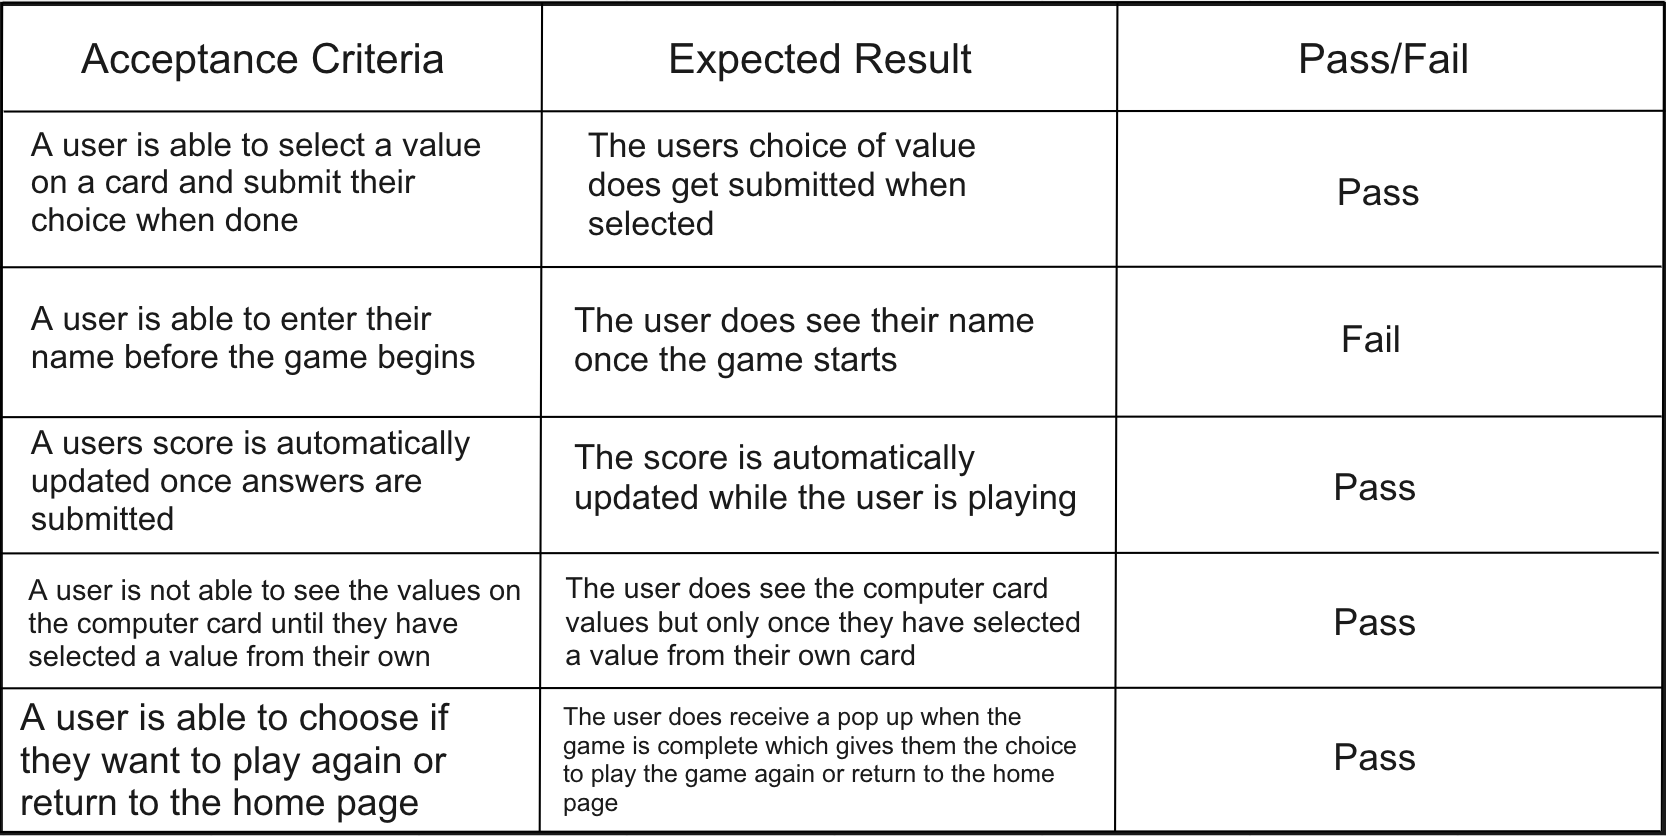 Acceptance Criteria
Expected Result
Pass/Fail
A user is able to select a value
on a card and submit their
choice when done
The users choice of value
does get submitted when
selected
Pass
A user is able to enter their
name before the game begins
The user does see their name
once the game starts
Fail
A users score is automatically
updated once answers are
submitted
The score is automatically
updated while the user is playing
Pass
A user is not able to see the values on
the computer card until they have
selected a value from their own
The user does see the computer card
values but only once they have selected
a value from their own card
Pass
A user is able to choose if
they want to play again or
return to the home page
The user does receive a pop up when the
game is complete which gives them the choice
to play the game again or return to the home
page
Pass